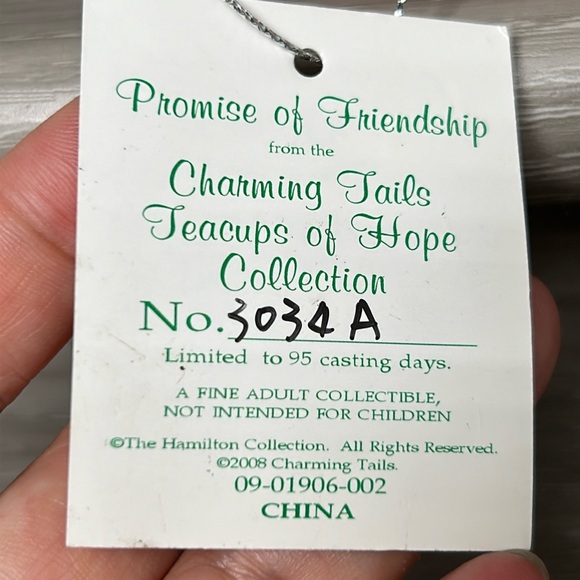 Promise of Friendship
from the
Charming Tails
Teacups of Hope
Collection
No. 3034 A
Limited to 95 casting days.
A FINE ADULT COLLECTIBLE,
NOT INTENDED FOR CHILDREN
©The Hamilton Collection. All Rights Reserved.
©2008 Charming Tails.
09-01906-002
CHINA